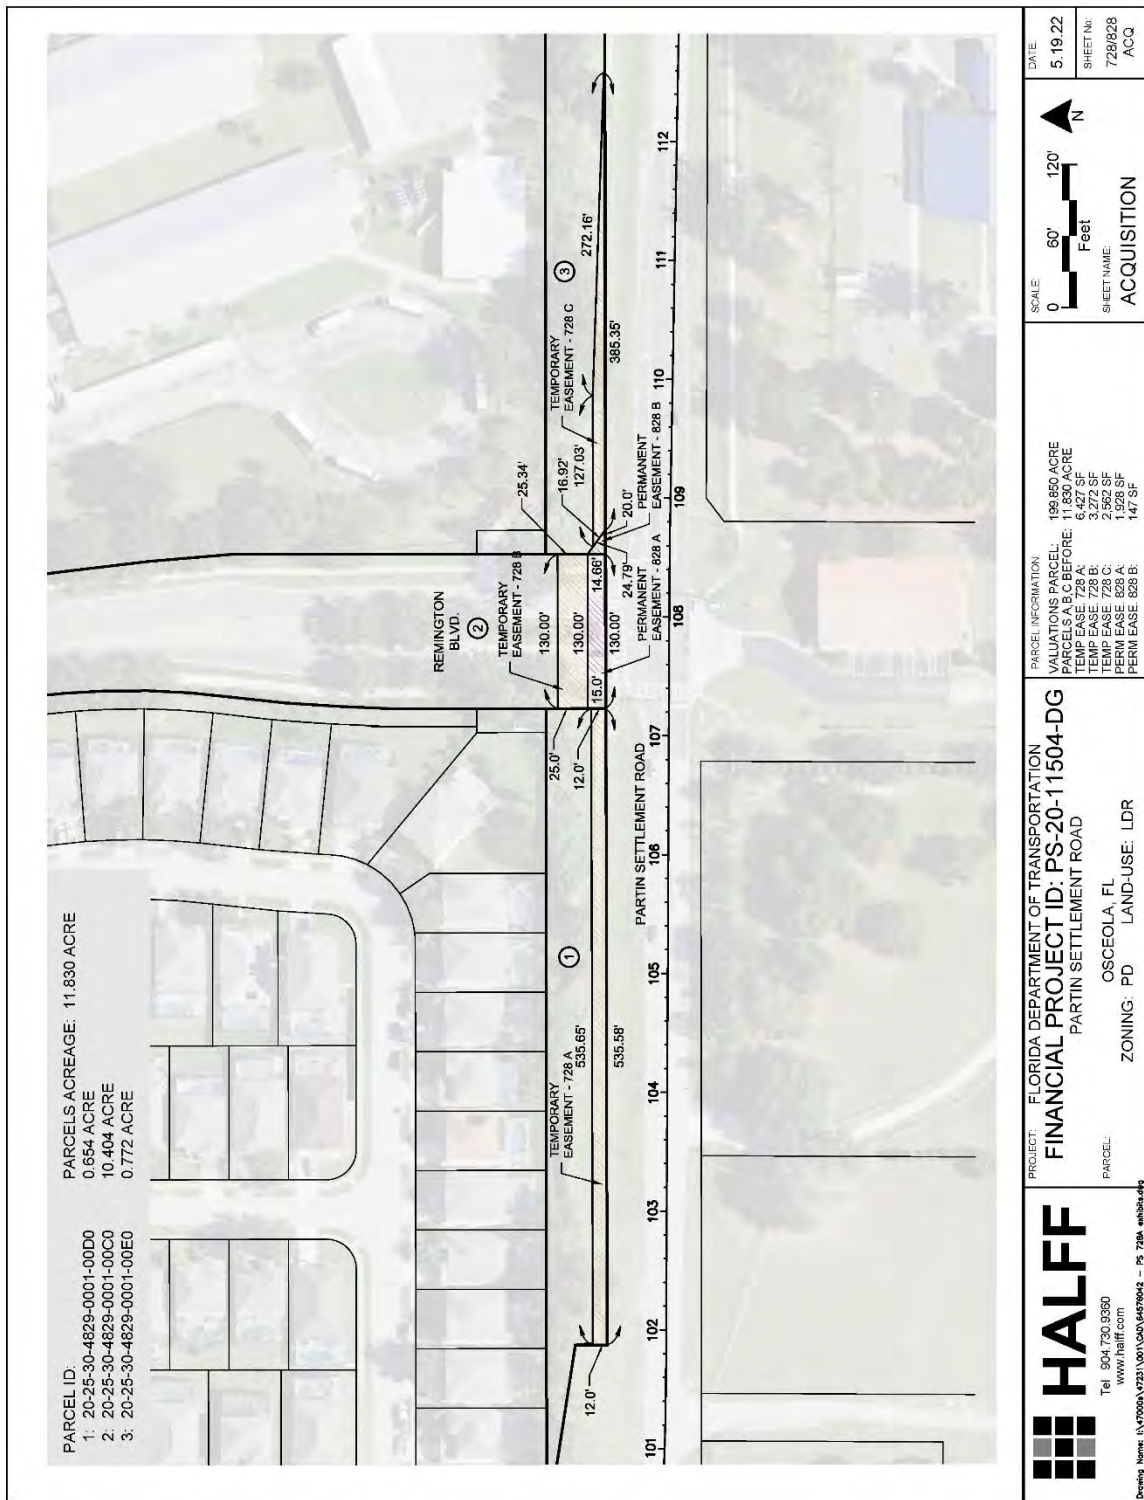 PARCEL ID:
1: 20-25-30-4829-0001-00D0
2: 20-25-30-4829-0001-00C0
3: 20-25-30-4829-0001-00E0
PARCELS ACREAGE: 11.830 ACRE
0.654 ACRE
10.404 ACRE
0.772 ACRE
REMINGTON
BLVD.
2
TEMPORARY
EASEMENT - 728 B
TEMPORARY
EASEMENT - 728 A
535.65'
1
535.58'
12.0'
25.0'
12.0'
15.0'
130.00'
130.00'
130.00'
14.66'
24.79'
25.34'
16.92'
127.03'
20.0'
TEMPORARY
EASEMENT - 728 C
3
272.16'
385.35'
PERMANENT
EASEMENT - 828 A
PERMANENT
EASEMENT - 828 B
PARTIN SETTLEMENT ROAD
101
102
103
104
105
106
107
108
109
110
111
112
HALFF
Tel 904.730.9360
www.halff.com
PROJECT: FLORIDA DEPARTMENT OF TRANSPORTATION
FINANCIAL PROJECT ID: PS-20-11504-DG
PARTIN SETTLEMENT ROAD
PARCEL: OSCEOLA, FL
ZONING: PD LAND-USE: LDR
PARCEL INFORMATION:
VALUATIONS PARCEL: 199.850 ACRE
PARCELS A,B,C BEFORE: 11.830 ACRE
TEMP EASE. 728 A: 6,427 SF
TEMP EASE. 728 B: 3,272 SF
TEMP EASE. 728 C: 2,562 SF
PERM EASE. 828 A: 1,928 SF
PERM EASE. 828 B: 147 SF
SCALE:
0 60' 120'
Feet
N
SHEET NAME:
ACQUISITION
DATE:
5.19.22
SHEET No:
728/828
ACQ
Drawing Name: